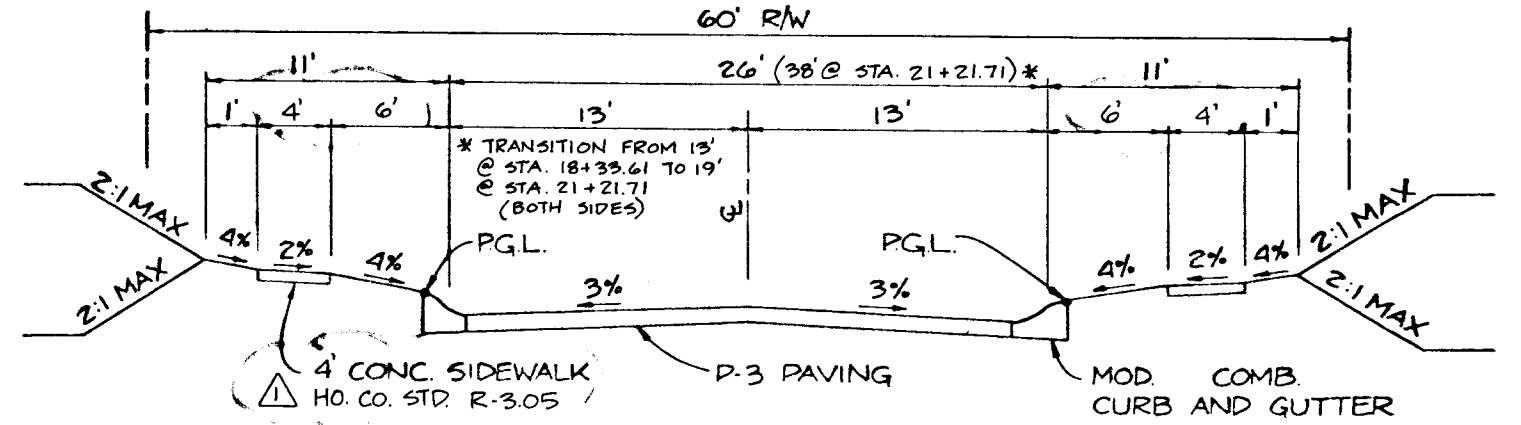 60' R/W
11'
26' (38' @ STA. 21+21.71)*
11'
1'
4'
6'
13'
13'
6'
4'
1'
* TRANSITION FROM 13'
@ STA. 18+33.61 TO 19'
@ STA. 21+21.71
(BOTH SIDES)
℄
2:1 MAX
2:1 MAX
4%
2%
4%
P.G.L.
3%
3%
P.G.L.
4%
2%
4%
2:1 MAX
2:1 MAX
4' CONC. SIDEWALK
1 HO. CO. STD. R-3.05
P-3 PAVING
MOD. COMB.
CURB AND GUTTER